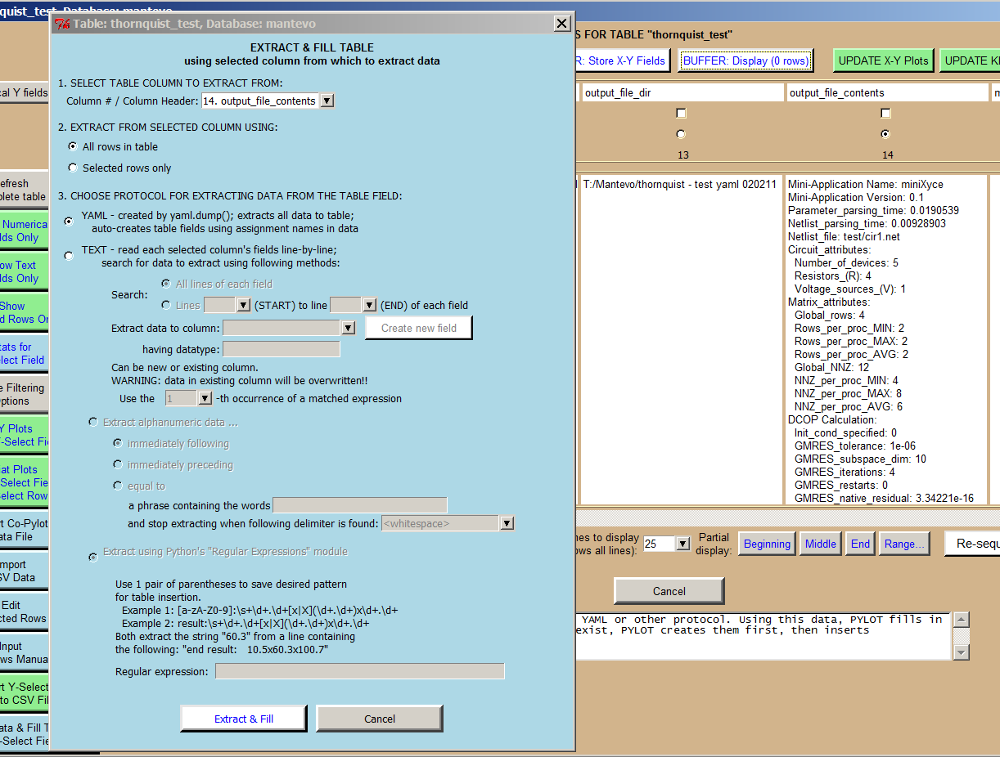 nquist_test, Database: mantevo
Table: thornquist_test, Database: mantevo
EXTRACT & FILL TABLE
using selected column from which to extract data
1. SELECT TABLE COLUMN TO EXTRACT FROM:
Column # / Column Header: 14. output_file_contents
2. EXTRACT FROM SELECTED COLUMN USING:
All rows in table
Selected rows only
3. CHOOSE PROTOCOL FOR EXTRACTING DATA FROM THE TABLE FIELD:
YAML - created by yaml.dump(); extracts all data to table;
auto-creates table fields using assignment names in data
TEXT - read each selected column's fields line-by-line;
search for data to extract using following methods:
Search:
All lines of each field
Lines (START) to line (END) of each field
Extract data to column: Create new field
having datatype:
Can be new or existing column.
WARNING: data in existing column will be overwritten!!
Use the 1 -th occurrence of a matched expression
Extract alphanumeric data ...
immediately following
immediately preceding
equal to
a phrase containing the words
and stop extracting when following delimiter is found: <whitespace>
Extract using Python's "Regular Expressions" module
Use 1 pair of parentheses to save desired pattern
for table insertion.
Example 1: [a-zA-Z0-9]:\s+\d+.\d+[x|X](\d+.\d+)x\d+.\d+
Example 2: result:\s+\d+.\d+[x|X](\d+.\d+)x\d+.\d+
Both extract the string "60.3" from a line containing
the following: "end result:   10.5x60.3x100.7"
Regular expression:
Extract & Fill
Cancel
S FOR TABLE "thornquist_test"
R: Store X-Y Fields
BUFFER: Display (0 rows)
UPDATE X-Y Plots
UPDATE
output_file_dir
output_file_contents
13
14
T:/Mantevo/thornquist - test yaml 020211
Mini-Application Name: miniXyce
Mini-Application Version: 0.1
Parameter_parsing_time: 0.0190539
Netlist_parsing_time: 0.00928903
Netlist_file: test/cir1.net
Circuit_attributes:
Number_of_devices: 5
Resistors_(R): 4
Voltage_sources_(V): 1
Matrix_attributes:
Global_rows: 4
Rows_per_proc_MIN: 2
Rows_per_proc_MAX: 2
Rows_per_proc_AVG: 2
Global_NNZ: 12
NNZ_per_proc_MIN: 4
NNZ_per_proc_MAX: 8
NNZ_per_proc_AVG: 6
DCOP Calculation:
Init_cond_specified: 0
GMRES_tolerance: 1e-06
GMRES_subspace_dim: 10
GMRES_iterations: 4
GMRES_restarts: 0
GMRES_native_residual: 3.34221e-16
nes to display
ows all lines):
25
Partial
display:
Beginning
Middle
End
Range...
Re-sequ
Cancel
YAML or other protocol. Using this data, PYLOT fills in
exist, PYLOT creates them first, then inserts
cal Y fields
efresh
plete table
Numerica
lds Only
ow Text
lds Only
Show
d Rows On
tats for
elect Field
e Filtering
ptions
Y Plots
-Select Fie
at Plots
Select Fie
elect Row
rt Co-Pylot
ata File
mport
SV Data
Edit
cted Rows
Input
ws Manua
rt Y-Select
to CSV Fil
ata & Fill T
-Select Fie